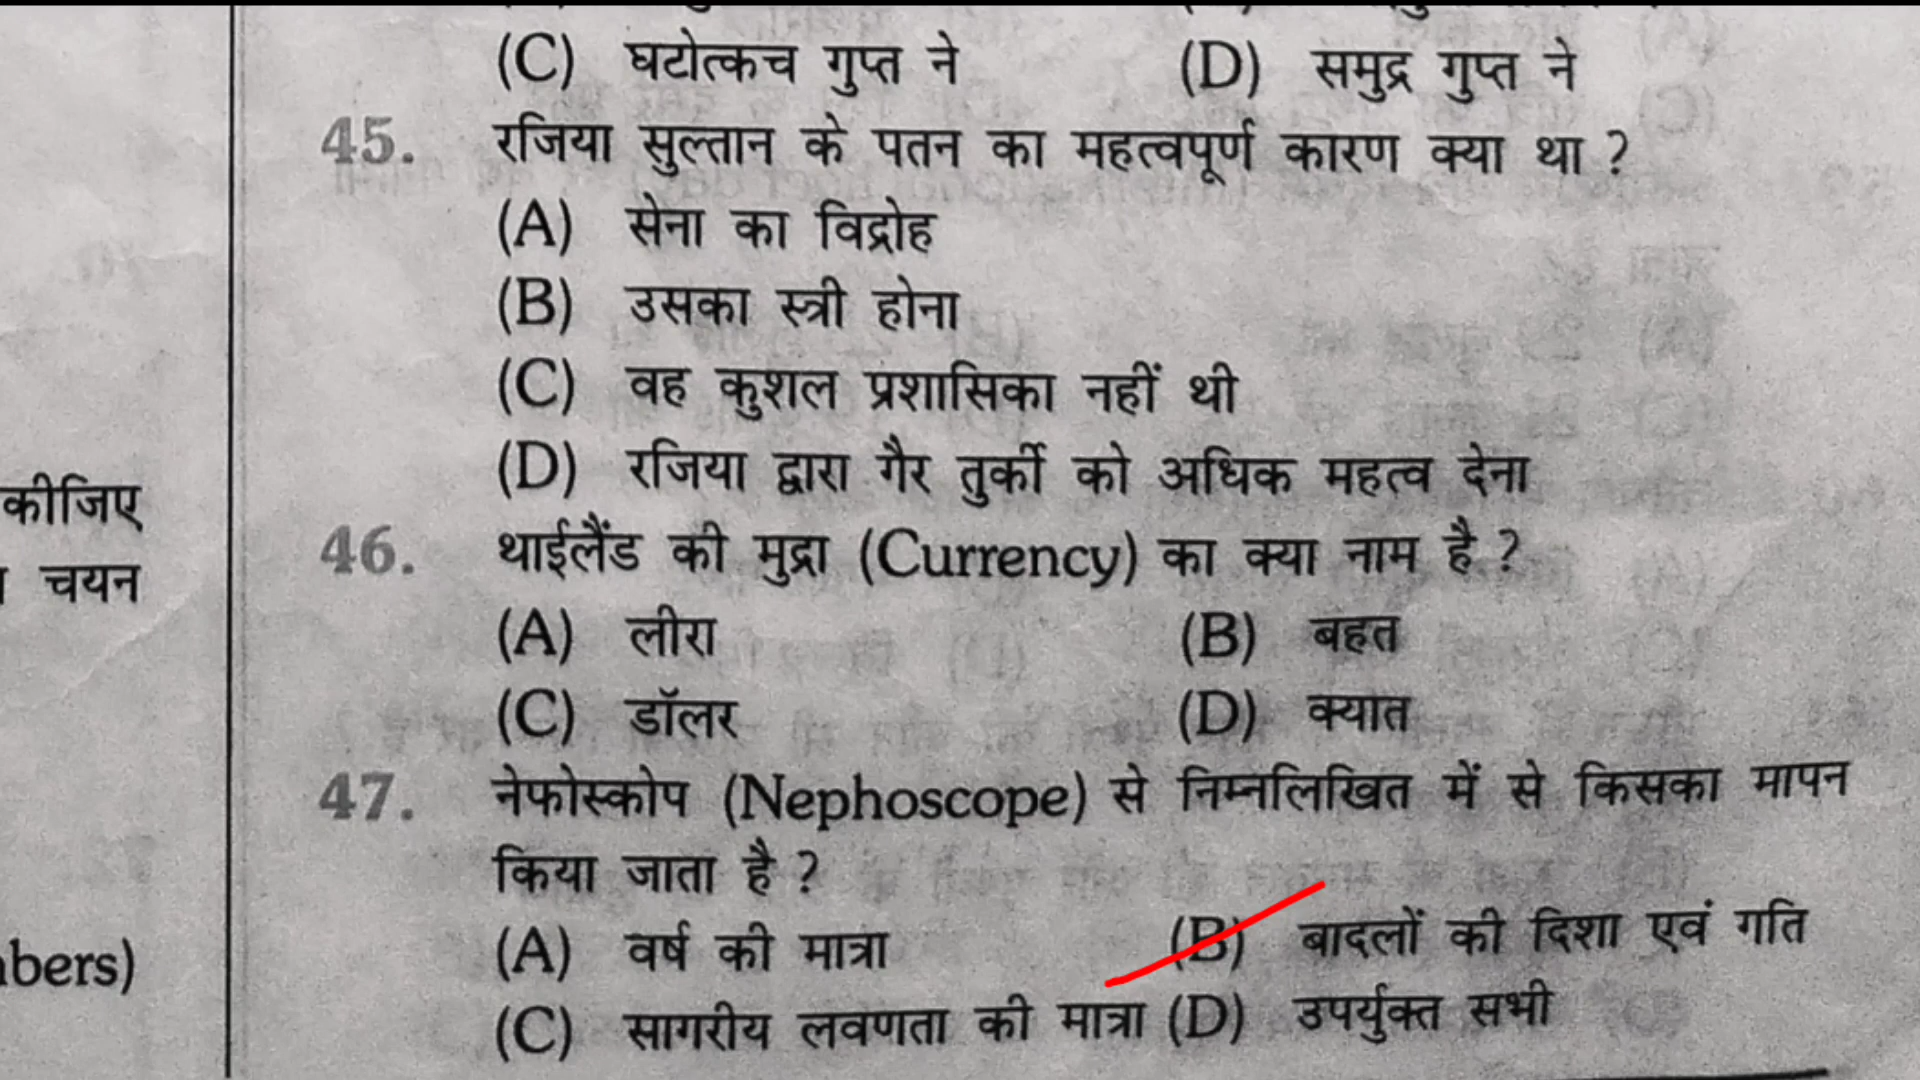 (C) घटोत्कच गुप्त ने (D) समुद्र गुप्त ने
45. रजिया सुल्तान के पतन का महत्वपूर्ण कारण क्या था ?
(A) सेना का विद्रोह
(B) उसका स्त्री होना
(C) वह कुशल प्रशासिका नहीं थी
(D) रजिया द्वारा गैर तुर्की को अधिक महत्व देना
कीजिए
46. थाईलैंड की मुद्रा (Currency) का क्या नाम है ?
चयन
(A) लीरा (B) बहत
(C) डॉलर (D) क्यात
47. नेफोस्कोप (Nephoscope) से निम्नलिखित में से किसका मापन
किया जाता है ?
(A) वर्ष की मात्रा (B) बादलों की दिशा एवं गति
bers)
(C) सागरीय लवणता की मात्रा (D) उपर्युक्त सभी